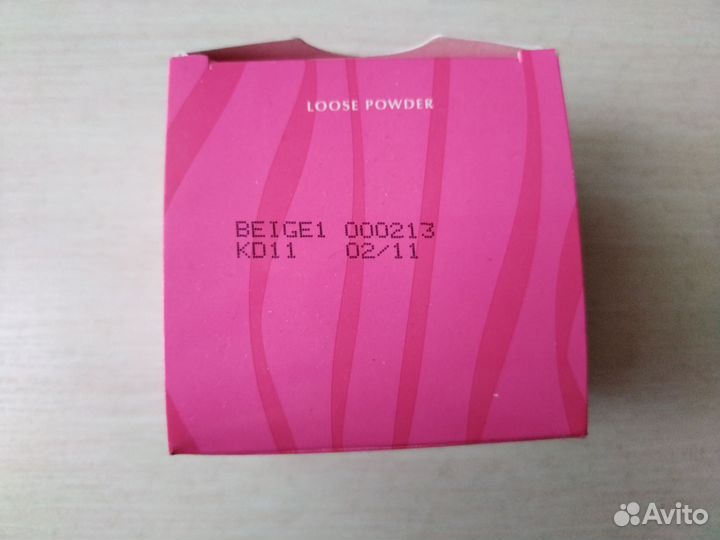 LOOSE POWDER
BEIGE1 000213
KD11 02/11
Avito